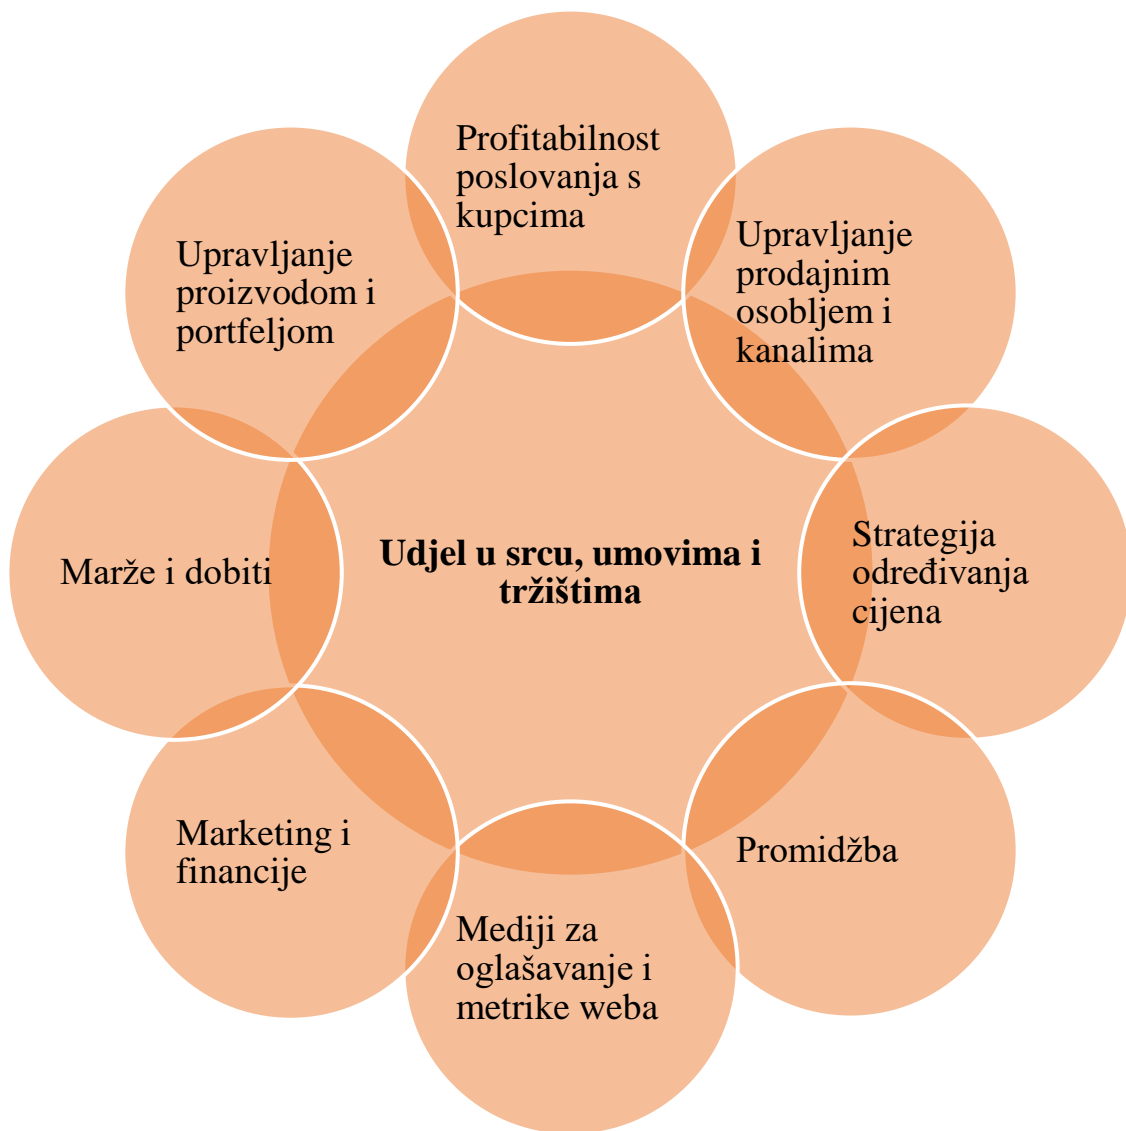 Profitabilnost
poslovanja s
kupcima
Upravljanje
prodajnim
osobljem i
kanalima
Strategija
određivanja
cijena
Promidžba
Mediji za
oglašavanje i
metrike weba
Marketing i
financije
Marže i dobiti
Upravljanje
proizvodom i
portfeljom
Udjel u srcu, umovima i
tržištima